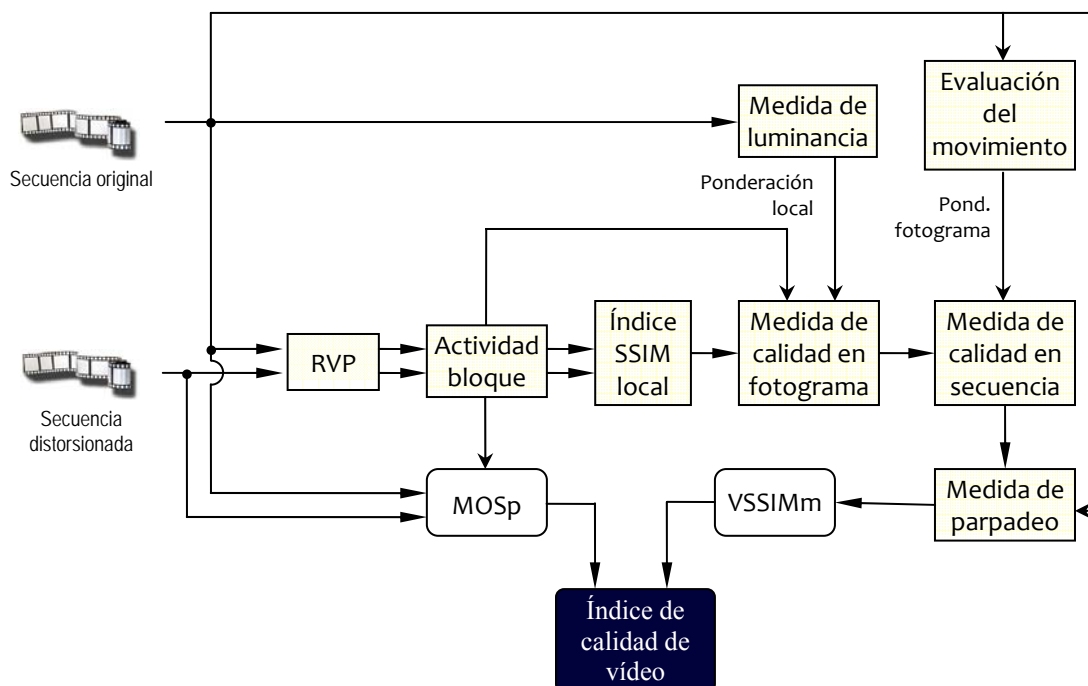 Evaluación
del
movimiento
Medida de
luminancia
Secuencia original
Ponderación
local
Pond.
fotograma
RVP
Actividad
bloque
Índice
SSIM
local
Medida de
calidad en
fotograma
Medida de
calidad en
secuencia
Secuencia
distorsionada
MOSp
VSSIMm
Medida de
parpadeo
Índice de
calidad de
vídeo